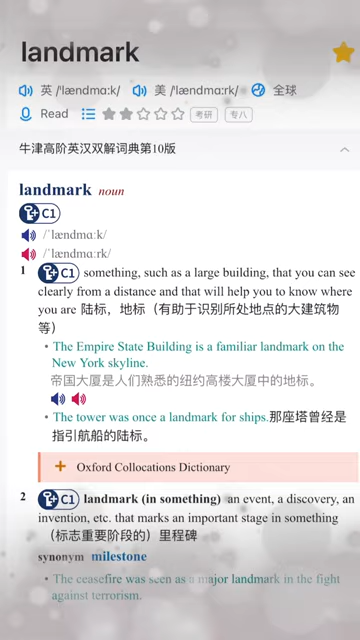 landmark
英 /ˈlændmɑːk/ 美 /ˈlændmɑːrk/ 全球
Read 考研 专八
牛津高阶英汉双解词典第10版
landmark noun
C1
/ˈlændmɑːk/
/ˈlændmɑːrk/
1 C1 something, such as a large building, that you can see
clearly from a distance and that will help you to know where
you are 陆标，地标（有助于识别所处地点的大建筑物
等）
• The Empire State Building is a familiar landmark on the
New York skyline.
帝国大厦是人们熟悉的纽约高楼大厦中的地标。
• The tower was once a landmark for ships.那座塔曾经是
指引航船的陆标。
+ Oxford Collocations Dictionary
2 C1 landmark (in something) an event, a discovery, an
invention, etc. that marks an important stage in something
（标志重要阶段的）里程碑
synonym milestone
• The ceasefire was seen as a major landmark in the fight
against terrorism.